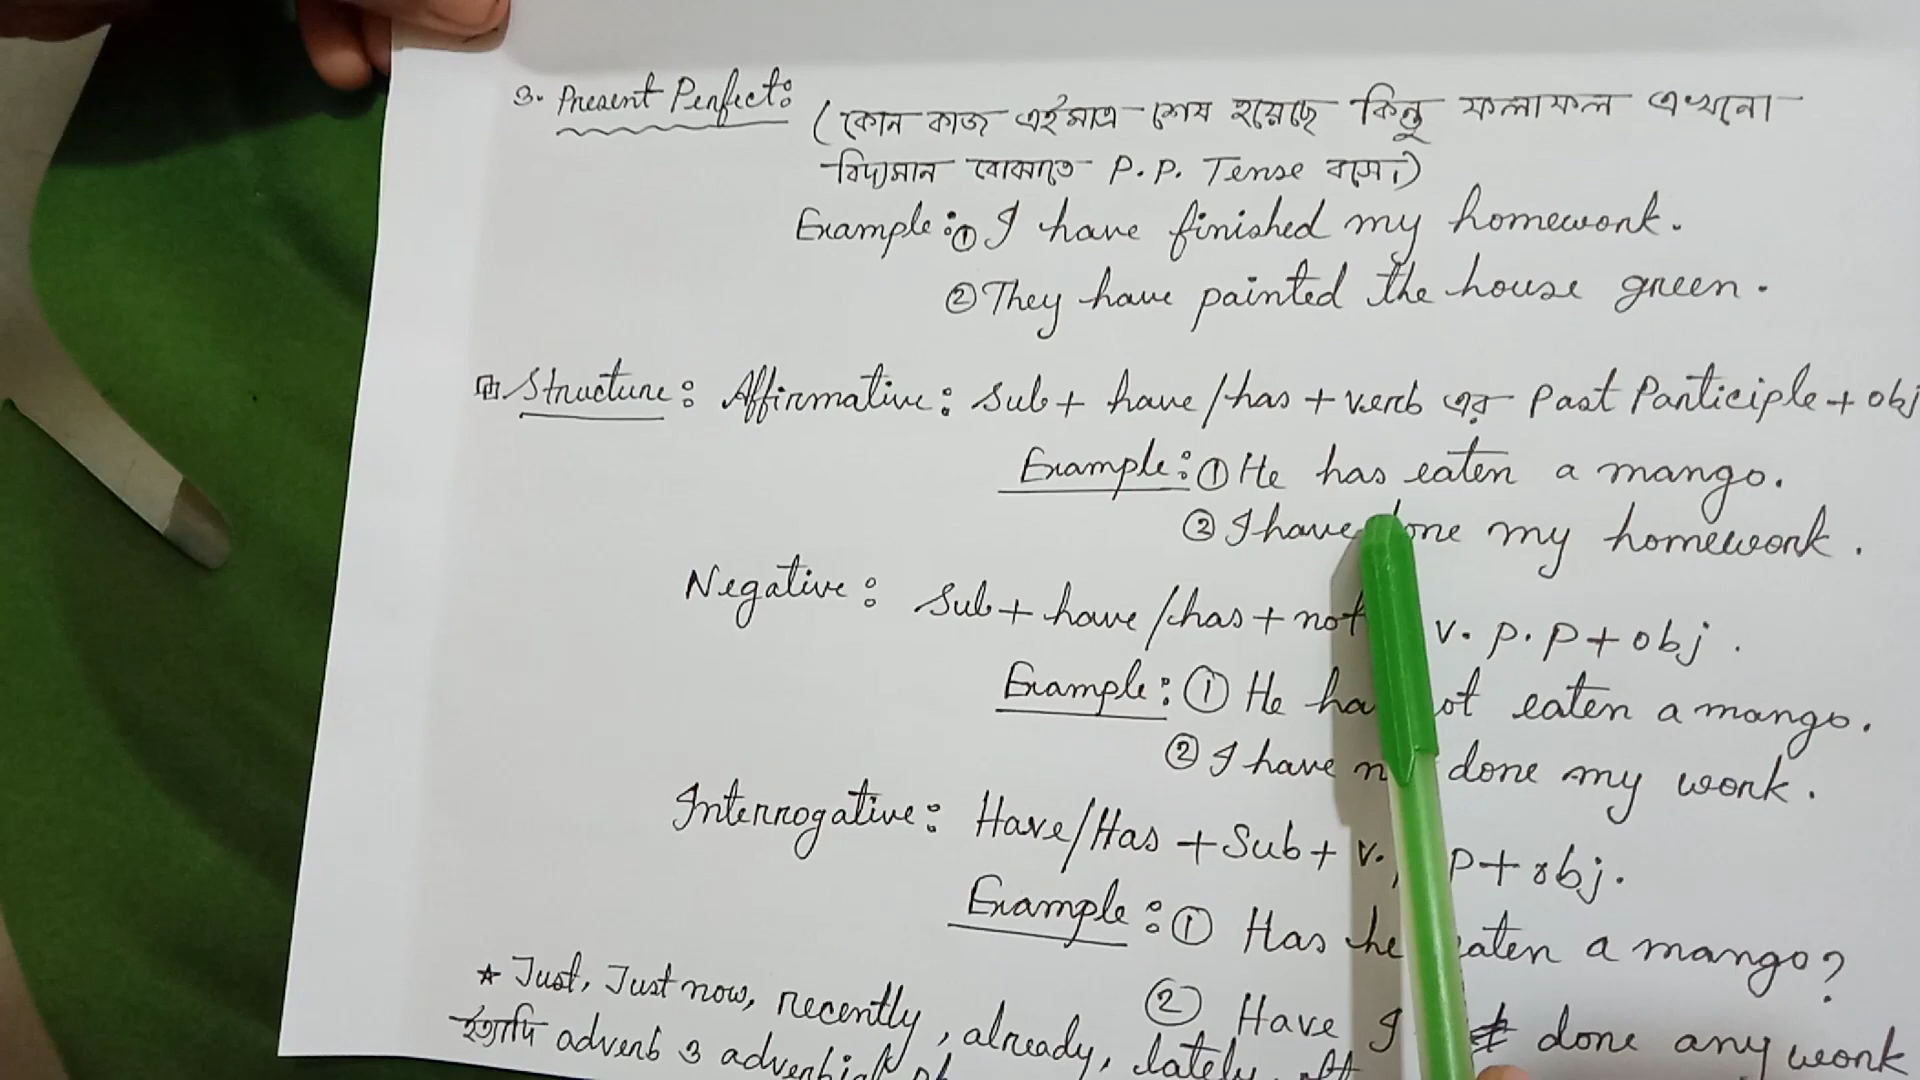 3. Present Perfect: (কোন কাজ এইমাত্র শেষ হয়েছে কিন্তু ফলাফল এখনো
বিদ্যমান বোঝাতে P.P. Tense বসে।)
Example: ① I have finished my homework.
② They have painted the house green.
Structure: Affirmative: Sub + have/has + verb এর Past Participle + obj
Example: ① He has eaten a mango.
② I have done my homework.
Negative: Sub + have/has + not v. p. p + obj.
Example: ① He eaten a mango.
② I have done my work.
Interrogative: Have/Has + Sub + v. p + obj.
Example: ① Has he a mango?
② Have I done any work
* Just, Just now, recently, already, lately,
ইত্যাদি adverb ও